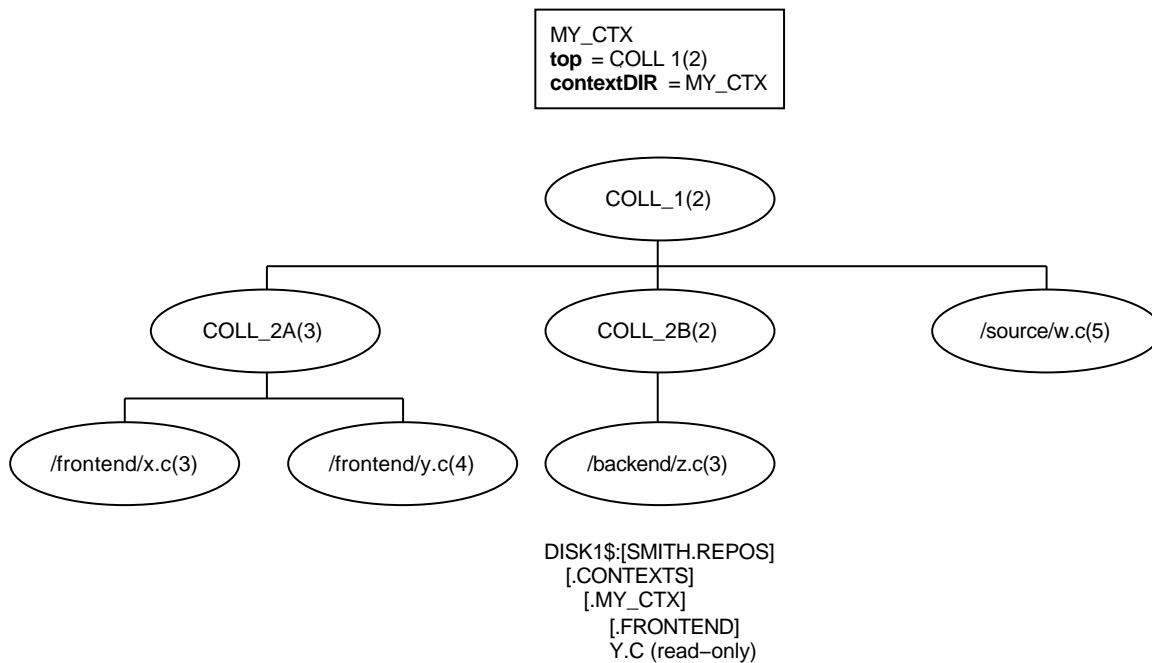 MY_CTX
top = COLL 1(2)
contextDIR = MY_CTX
COLL_1(2)
COLL_2A(3)
COLL_2B(2)
/source/w.c(5)
/frontend/x.c(3)
/frontend/y.c(4)
/backend/z.c(3)
DISK1$:[SMITH.REPOS]
[.CONTEXTS]
[.MY_CTX]
[.FRONTEND]
Y.C (read−only)